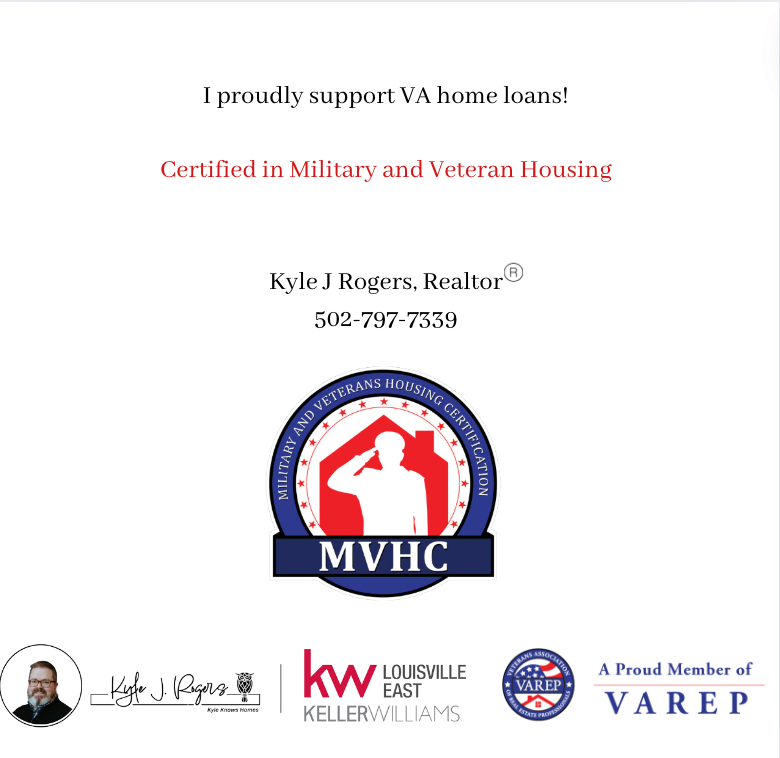 I proudly support VA home loans!
Certified in Military and Veteran Housing
Kyle J Rogers, Realtor®
502-797-7339
MILITARY AND VETERANS HOUSING CERTIFICATION
MVHC
Kyle J. Rogers
Kyle Knows Homes
kw LOUISVILLE
EAST
KELLERWILLIAMS.
VETERANS ASSOCIATION
VAREP
OF REAL ESTATE PROFESSIONALS
A Proud Member of
VAREP